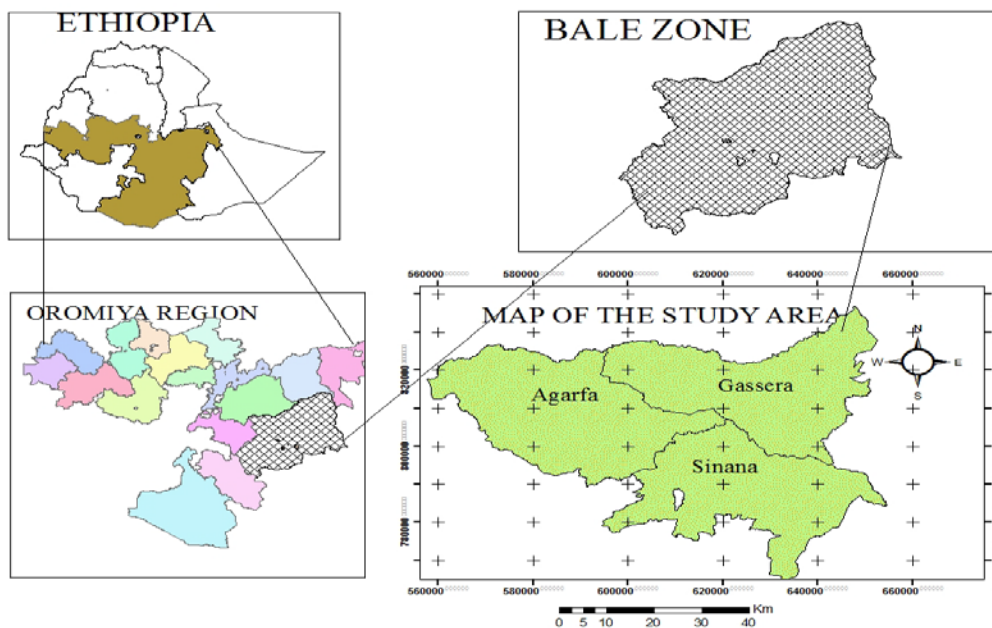 ETHIOPIA
BALE ZONE
OROMIYA REGION
MAP OF THE STUDY AREA
560000 580000 600000 620000 640000 660000
N
W E
S
Agarfa
Gassera
Sinana
780000
560000 580000 600000 620000 640000 660000
Km
0 5 10 20 30 40